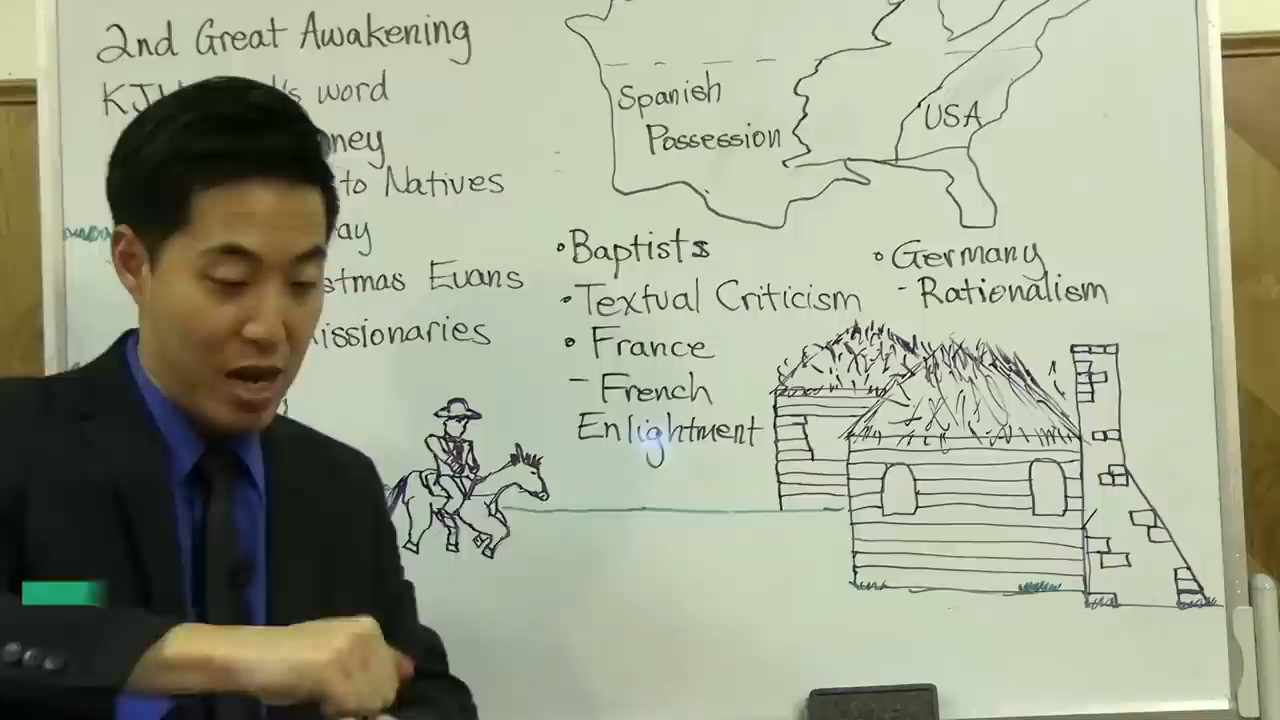 2nd Great Awakening
KJV 's word
ney
to Natives
ay
stmas Evans
issionaries
Spanish
Possession
USA
• Baptists
• Textual Criticism
• France
- French
Enlightment
• Germany
- Rationalism